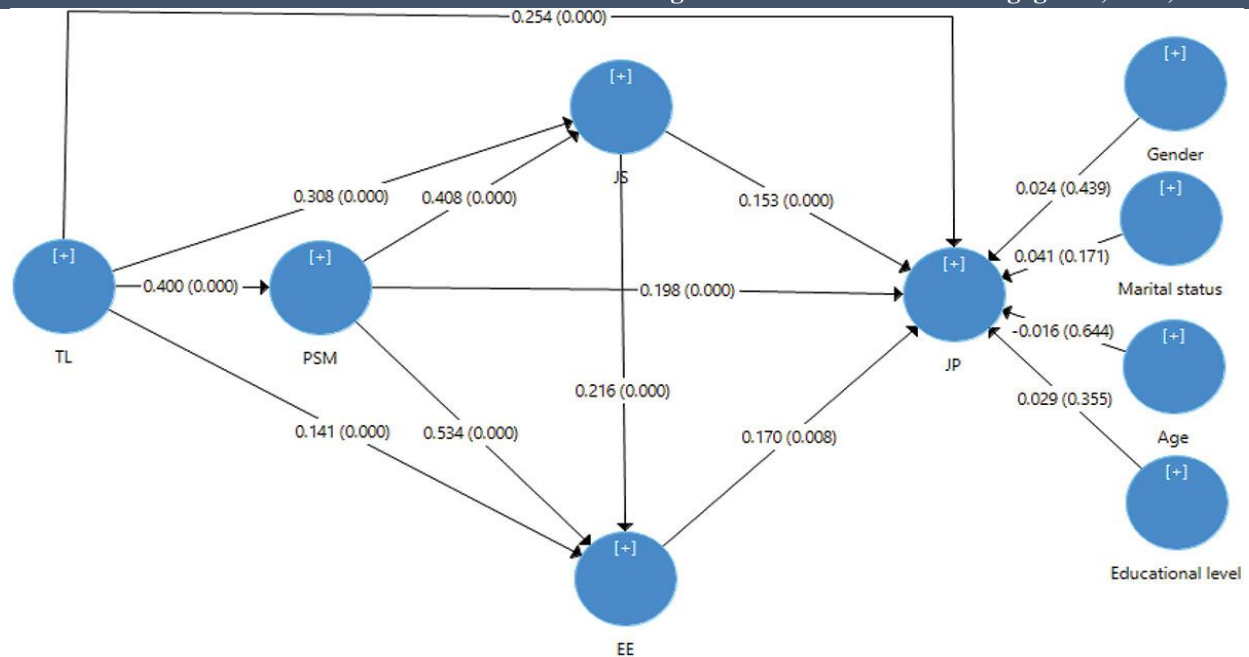 0.254 (0.000)
[+]
JS
[+]
Gender
0.308 (0.000)
0.408 (0.000)
0.153 (0.000)
0.024 (0.439)
[+]
Marital status
0.041 (0.171)
[+]
TL
0.400 (0.000)
[+]
PSM
0.198 (0.000)
[+]
JP
-0.016 (0.644)
[+]
Age
0.216 (0.000)
0.029 (0.355)
0.141 (0.000)
0.534 (0.000)
0.170 (0.008)
[+]
Educational level
[+]
EE